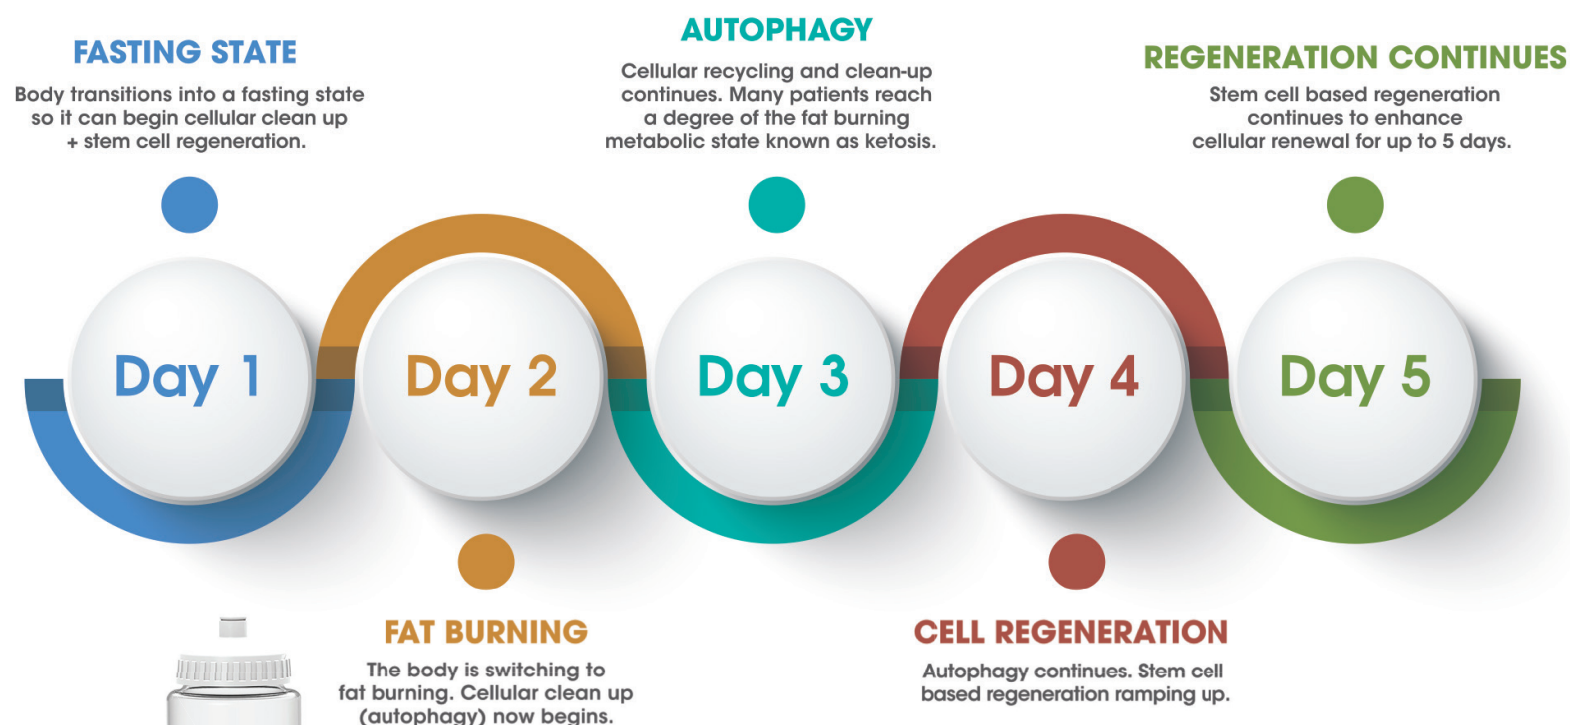 FASTING STATE
Body transitions into a fasting state
so it can begin cellular clean up
+ stem cell regeneration.
AUTOPHAGY
Cellular recycling and clean-up
continues. Many patients reach
a degree of the fat burning
metabolic state known as ketosis.
REGENERATION CONTINUES
Stem cell based regeneration
continues to enhance
cellular renewal for up to 5 days.
Day 1
Day 2
Day 3
Day 4
Day 5
FAT BURNING
The body is switching to
fat burning. Cellular clean up
(autophagy) now begins.
CELL REGENERATION
Autophagy continues. Stem cell
based regeneration ramping up.